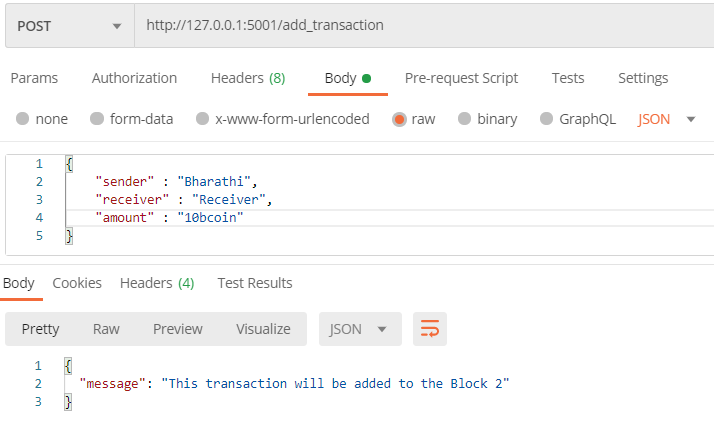 POST http://127.0.0.1:5001/add_transaction
Params Authorization Headers (8) Body Pre-request Script Tests Settings
none form-data x-www-form-urlencoded raw binary GraphQL JSON
1 {
2 "sender" : "Bharathi",
3 "receiver" : "Receiver",
4 "amount" : "10bcoin"
5 }
Body Cookies Headers (4) Test Results
Pretty Raw Preview Visualize JSON
1 {
2 "message": "This transaction will be added to the Block 2"
3 }